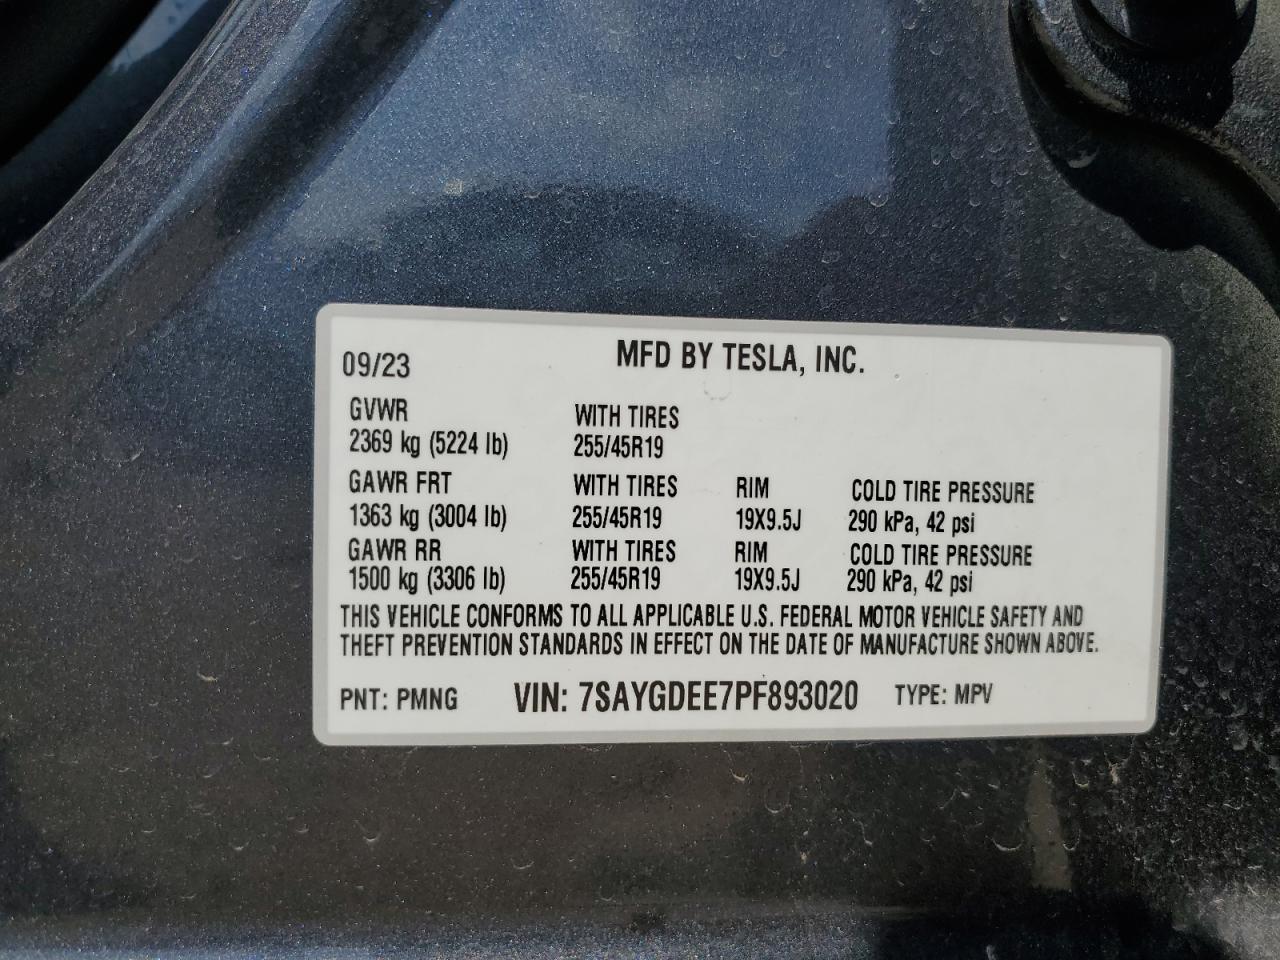 09/23 MFD BY TESLA, INC.
GVWR WITH TIRES
2369 kg (5224 lb) 255/45R19
GAWR FRT WITH TIRES RIM COLD TIRE PRESSURE
1363 kg (3004 lb) 255/45R19 19X9.5J 290 kPa, 42 psi
GAWR RR WITH TIRES RIM COLD TIRE PRESSURE
1500 kg (3306 lb) 255/45R19 19X9.5J 290 kPa, 42 psi
THIS VEHICLE CONFORMS TO ALL APPLICABLE U.S. FEDERAL MOTOR VEHICLE SAFETY AND
THEFT PREVENTION STANDARDS IN EFFECT ON THE DATE OF MANUFACTURE SHOWN ABOVE.
PNT: PMNG VIN: 7SAYGDEE7PF893020 TYPE: MPV